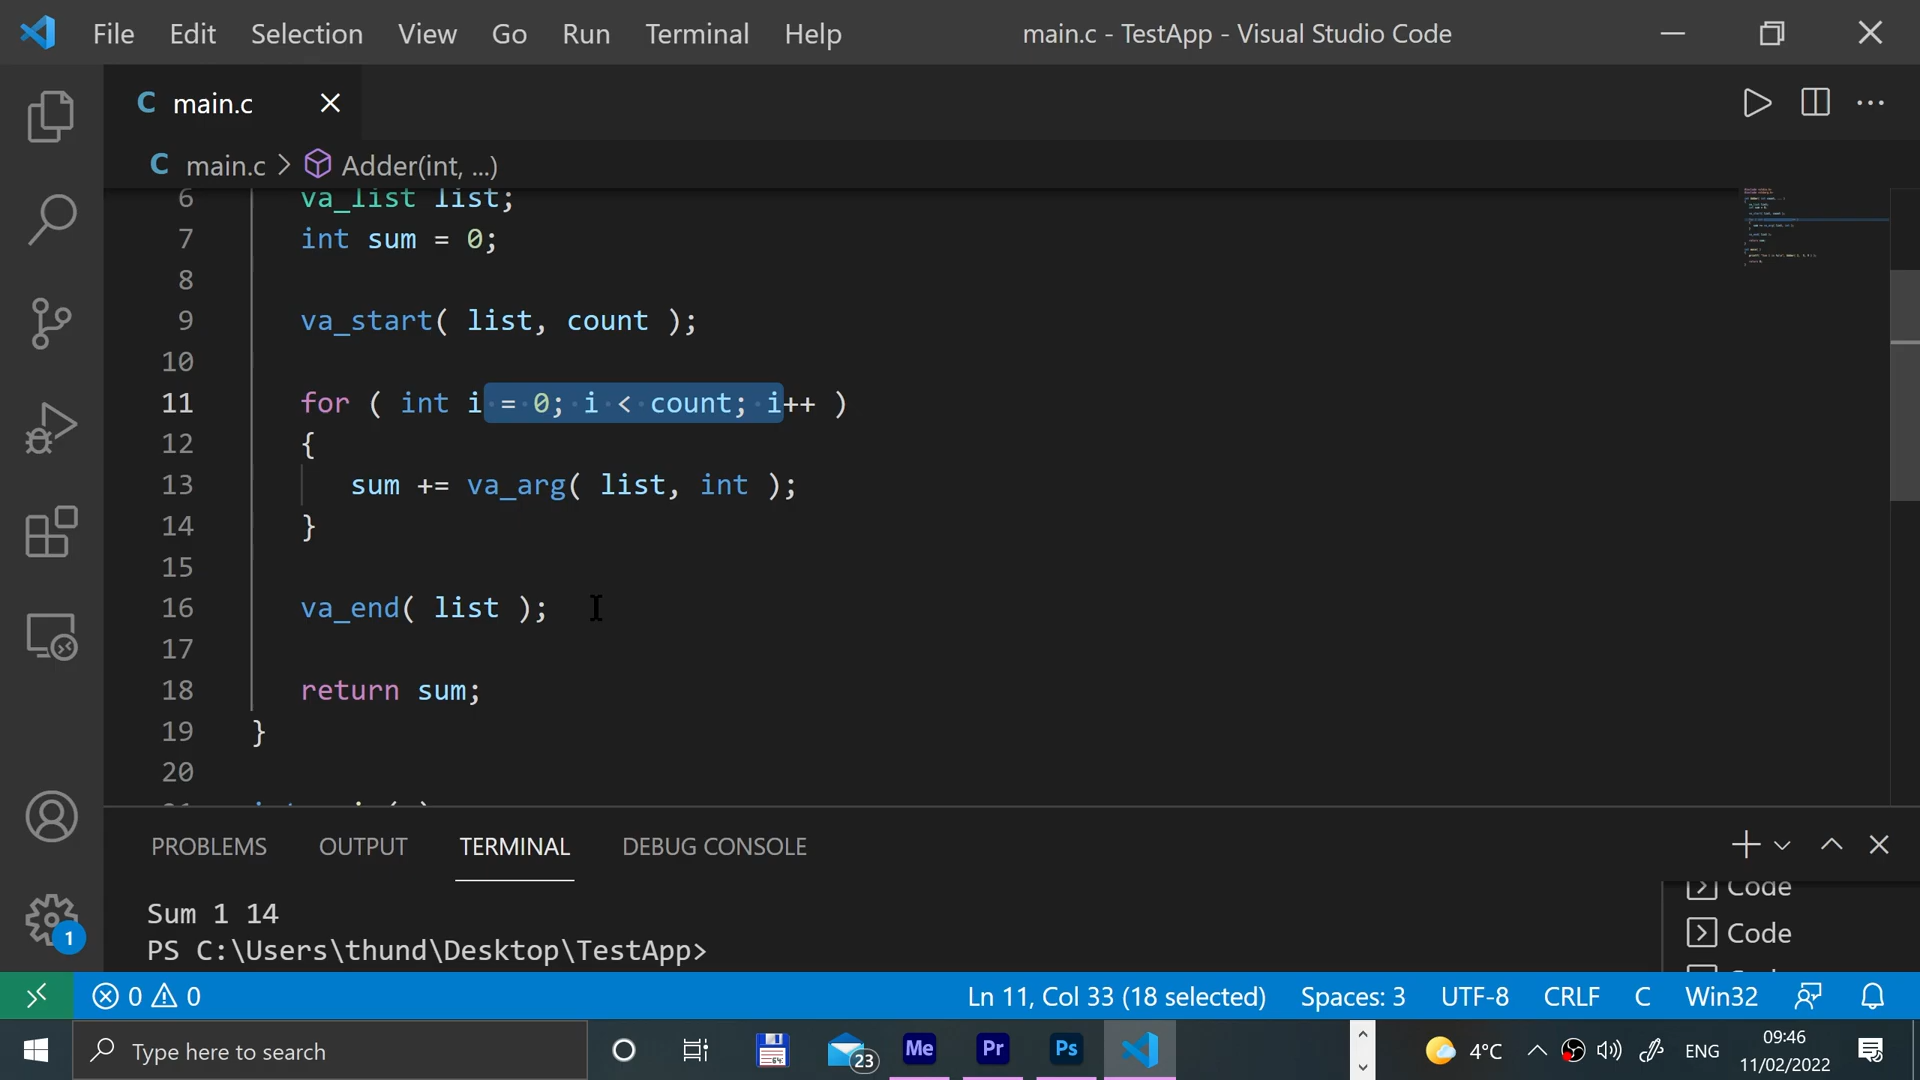 File Edit Selection View Go Run Terminal Help main.c - TestApp - Visual Studio Code
C main.c
C main.c > Adder(int, ...)
6 va_list list;
7 int sum = 0;
8
9 va_start( list, count );
10
11 for ( int i = 0; i < count; i++ )
12 {
13 sum += va_arg( list, int );
14 }
15
16 va_end( list );
17
18 return sum;
19 }
20
PROBLEMS OUTPUT TERMINAL DEBUG CONSOLE
Sum 1 14
PS C:\Users\thund\Desktop\TestApp>
Code
Code
1
0 0 Ln 11, Col 33 (18 selected) Spaces: 3 UTF-8 CRLF C Win32
Type here to search 64 23 Me Pr Ps 4°C ENG 09:46
11/02/2022